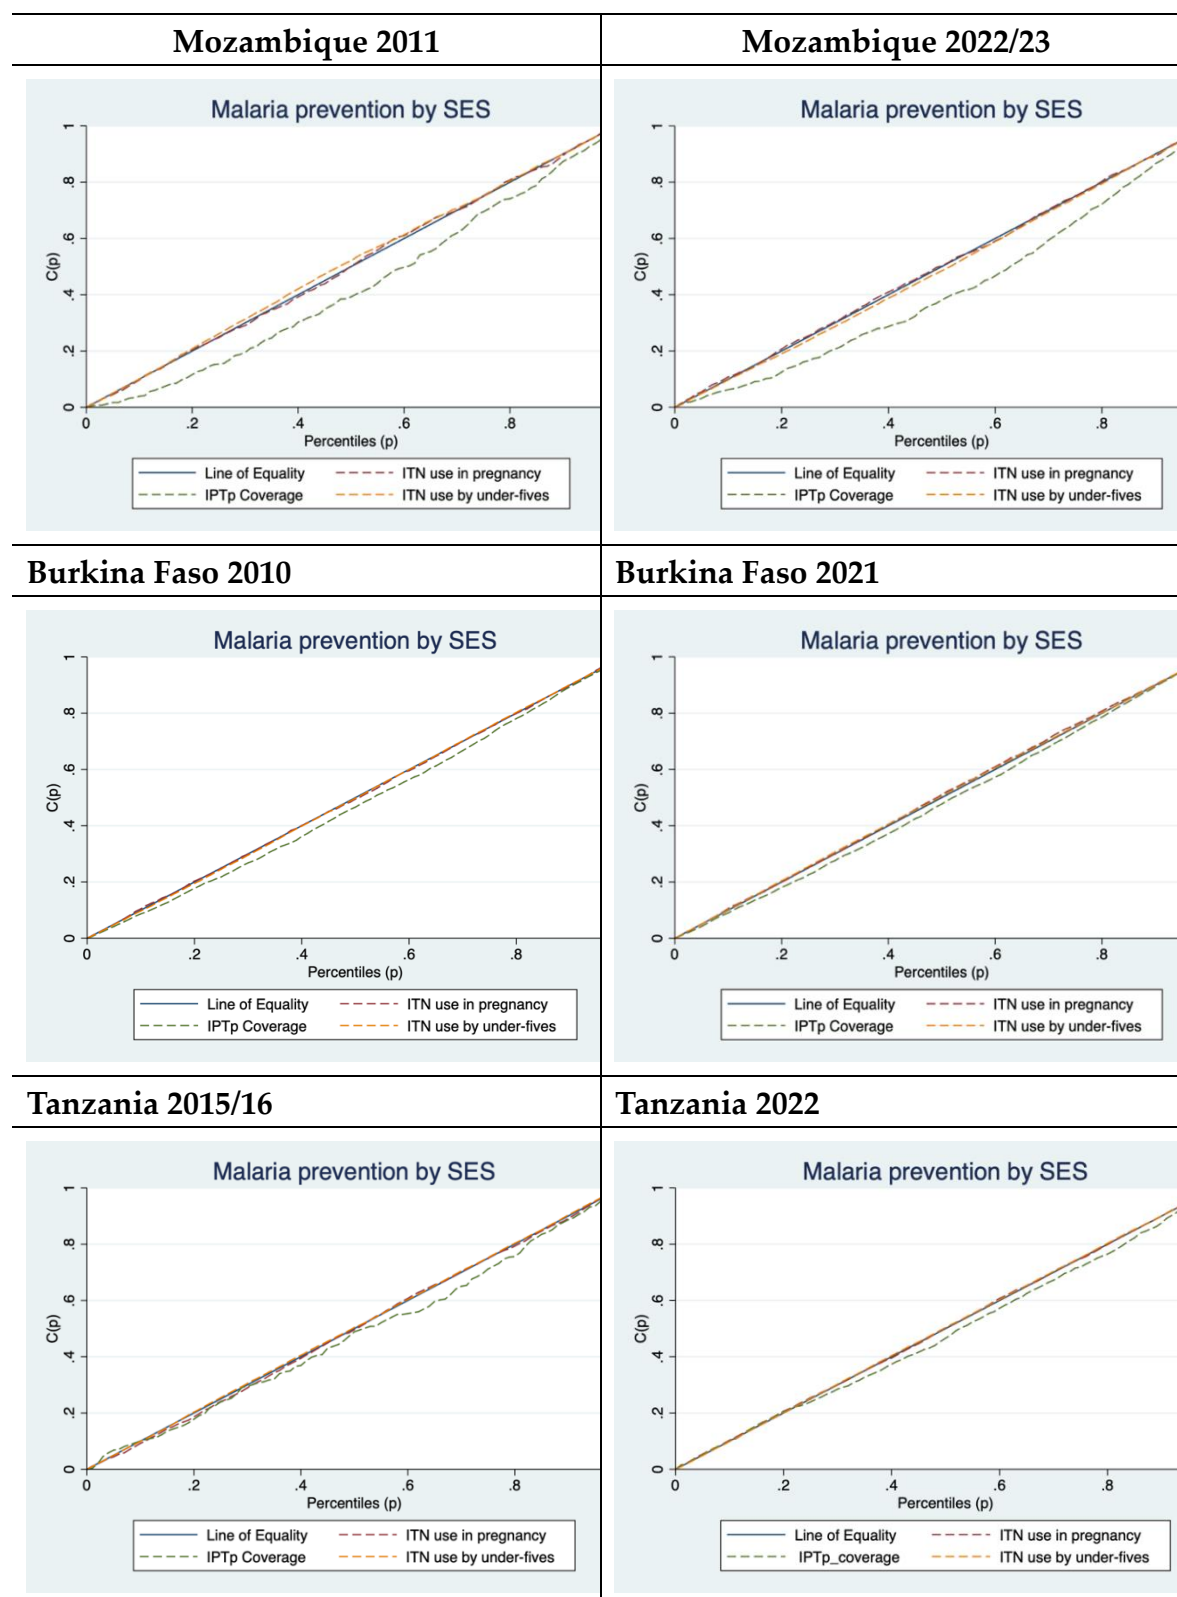 Mozambique 2011
Mozambique 2022/23
Malaria prevention by SES
C(p)
1
.8
.6
.4
.2
0
0 .2 .4 .6 .8
Percentiles (p)
Line of Equality ITN use in pregnancy
IPTp Coverage ITN use by under-fives
Malaria prevention by SES
C(p)
1
.8
.6
.4
.2
0
0 .2 .4 .6 .8
Percentiles (p)
Line of Equality ITN use in pregnancy
IPTp Coverage ITN use by under-fives
Burkina Faso 2010
Burkina Faso 2021
Malaria prevention by SES
C(p)
1
.8
.6
.4
.2
0
0 .2 .4 .6 .8
Percentiles (p)
Line of Equality ITN use in pregnancy
IPTp Coverage ITN use by under-fives
Malaria prevention by SES
C(p)
1
.8
.6
.4
.2
0
0 .2 .4 .6 .8
Percentiles (p)
Line of Equality ITN use in pregnancy
IPTp Coverage ITN use by under-fives
Tanzania 2015/16
Tanzania 2022
Malaria prevention by SES
C(p)
1
.8
.6
.4
.2
0
0 .2 .4 .6 .8
Percentiles (p)
Line of Equality ITN use in pregnancy
IPTp Coverage ITN use by under-fives
Malaria prevention by SES
C(p)
1
.8
.6
.4
.2
0
0 .2 .4 .6 .8
Percentiles (p)
Line of Equality ITN use in pregnancy
IPTp_coverage ITN use by under-fives